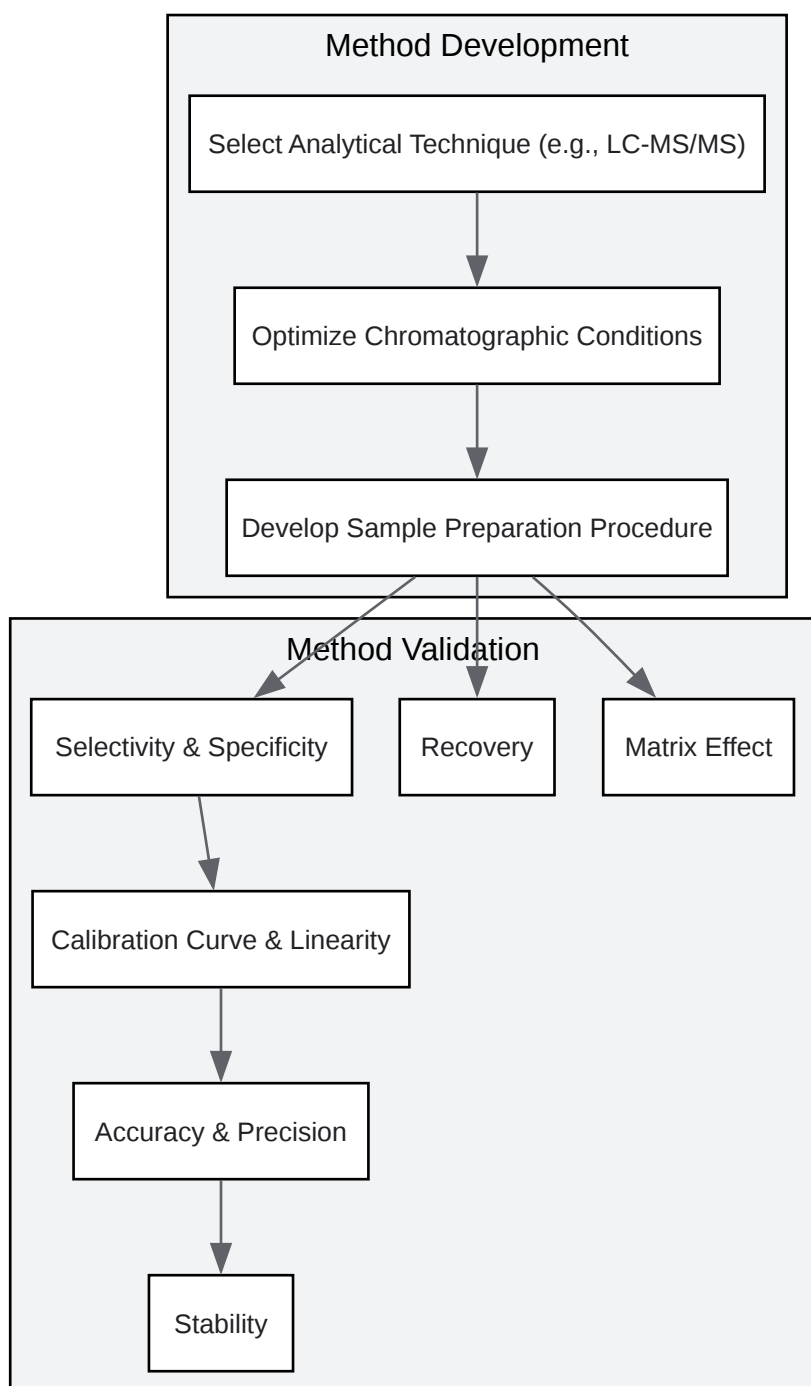 Method Development
Select Analytical Technique (e.g., LC-MS/MS)
Optimize Chromatographic Conditions
Develop Sample Preparation Procedure
Method Validation
Selectivity & Specificity
Recovery
Matrix Effect
Calibration Curve & Linearity
Accuracy & Precision
Stability